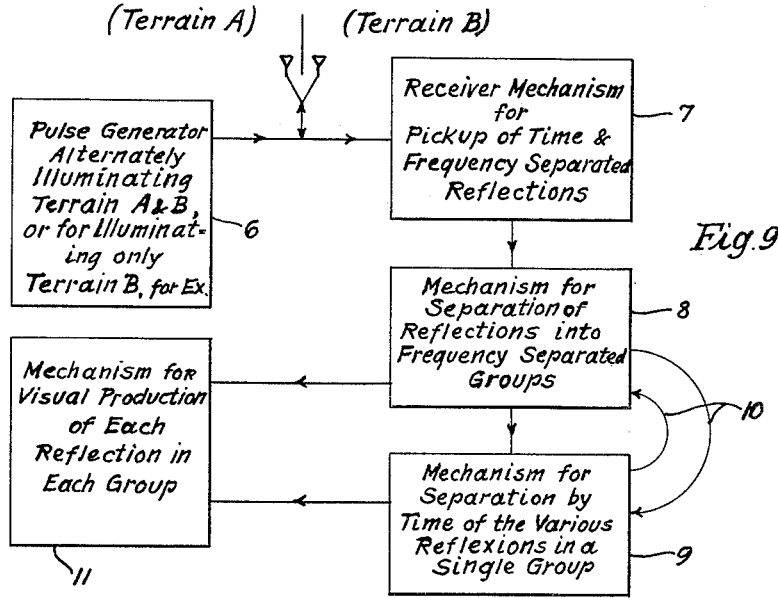 (Terrain A)
(Terrain B)
Pulse Generator
Alternately
Illuminating
Terrain A & B,
or for Illuminat=
ing only
Terrain B, for Ex.
6
Receiver Mechanism
for
Pickup of Time &
Frequency Separated
Reflections
7
Fig. 9
Mechanism for
Separation of
Reflections into
Frequency Separated
Groups
8
10
Mechanism for
Visual Production
of Each
Reflection in
Each Group
11
Mechanism for
Separation by
Time of the Various
Reflexions in a
Single Group
9